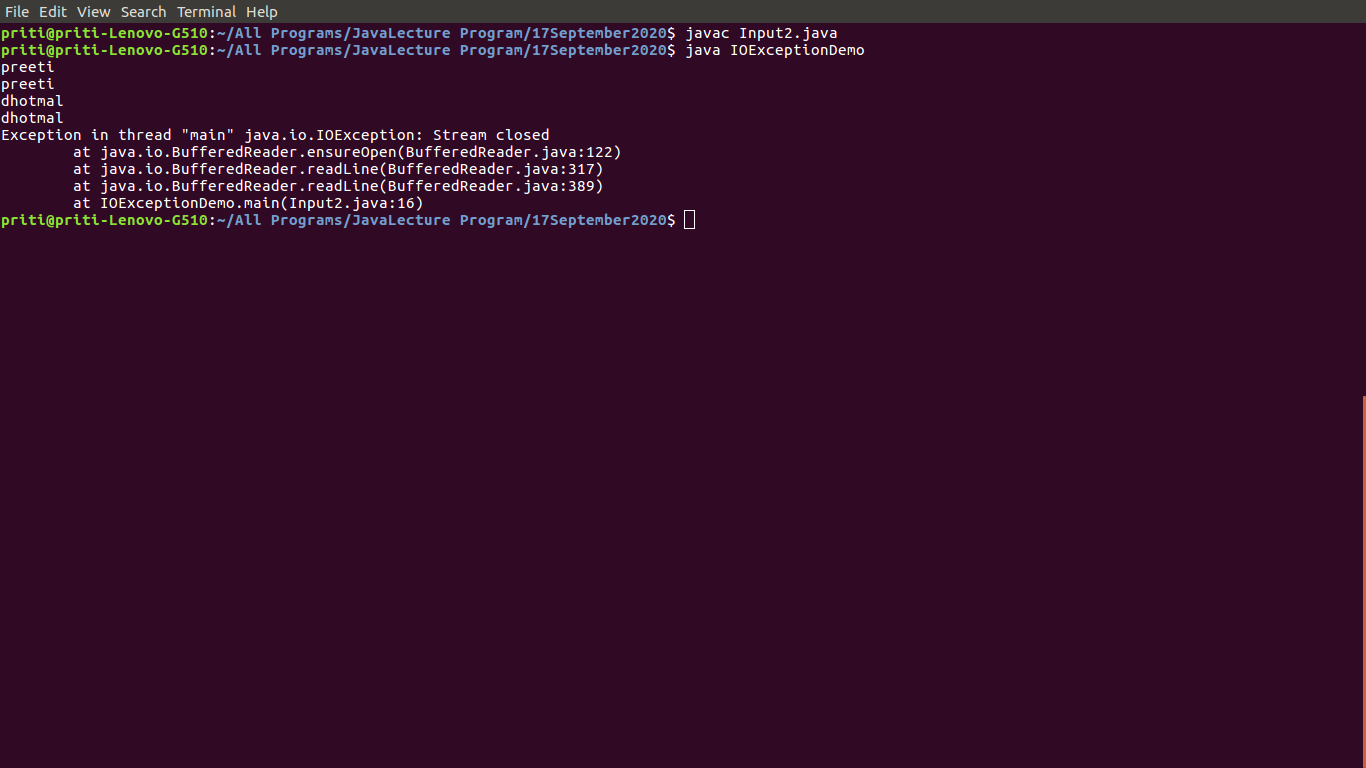 File Edit View Search Terminal Help
priti@priti-Lenovo-G510:~/All Programs/JavaLecture Program/17September2020$ javac Input2.java
priti@priti-Lenovo-G510:~/All Programs/JavaLecture Program/17September2020$ java IOExceptionDemo
preeti
preeti
dhotmal
dhotmal
Exception in thread "main" java.io.IOException: Stream closed
        at java.io.BufferedReader.ensureOpen(BufferedReader.java:122)
        at java.io.BufferedReader.readLine(BufferedReader.java:317)
        at java.io.BufferedReader.readLine(BufferedReader.java:389)
        at IOExceptionDemo.main(Input2.java:16)
priti@priti-Lenovo-G510:~/All Programs/JavaLecture Program/17September2020$